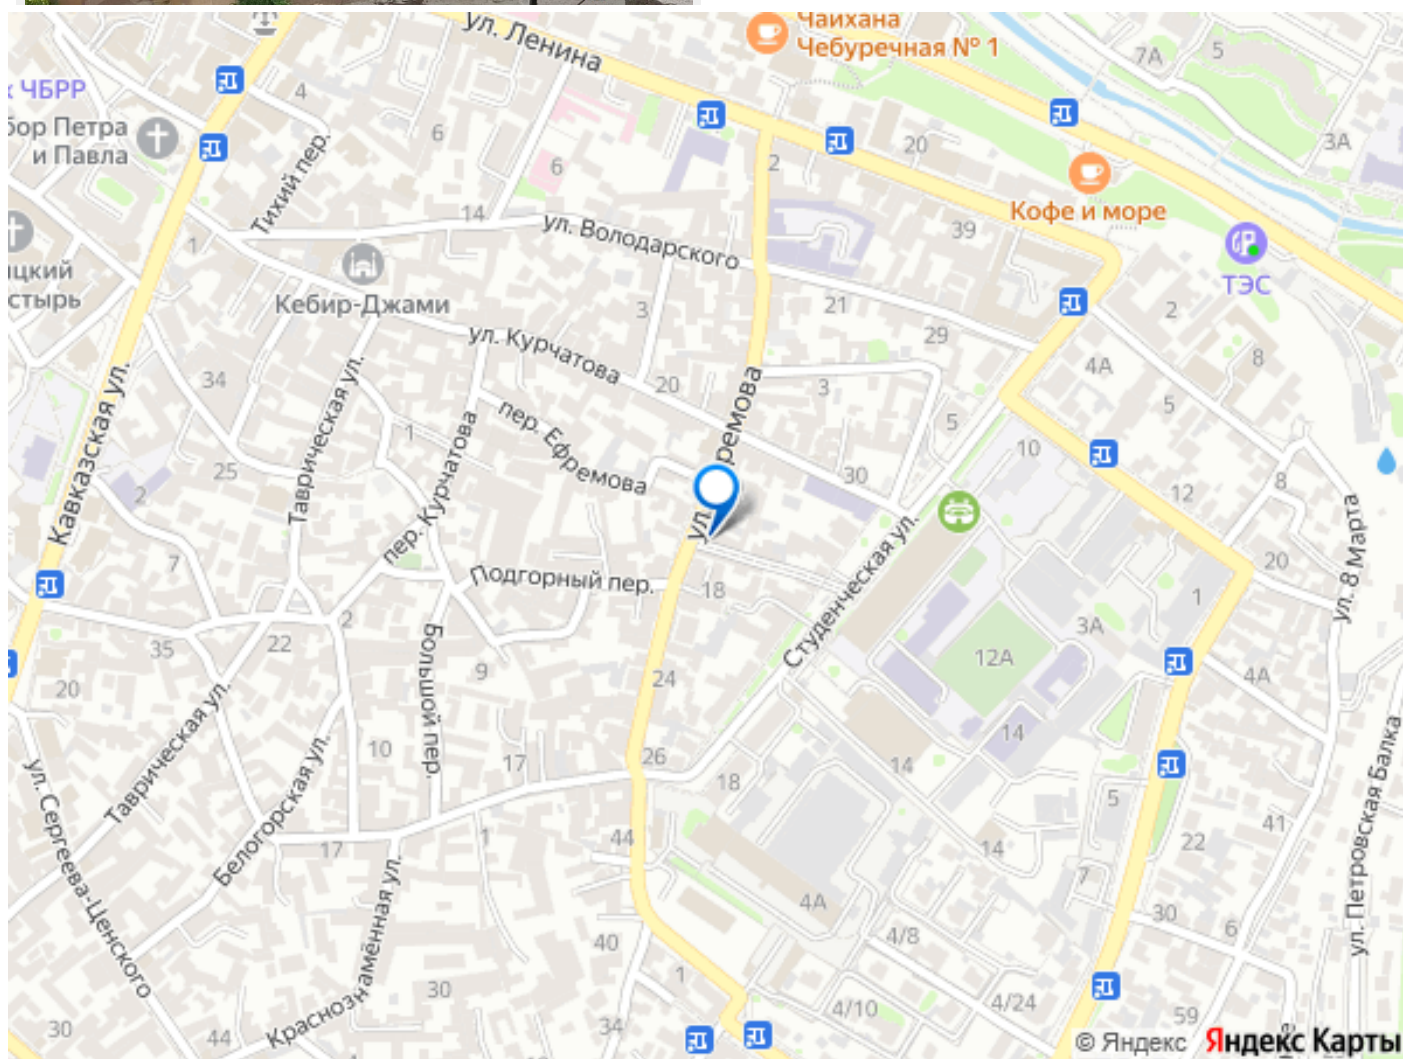 ул. Ленина
Чайхана
Чебуречная № 1
7А
5
ЧБРР
4
6
бор Петра
и Павла
Тихий пер.
6
2
20
3А
Кофе и море
14
ул. Володарского
39
ТЭС
1
цкий
стырь
Кебир-Джами
3
21
29
2
8
4А
ул. Курчатова
20
3
5
5
34
Кавказская ул.
Таврическая ул.
1
пер. Курчатова
пер. Ефремова
ул.
ремова
30
10
12
8
25
2
7
Подгорный пер.
18
Студенческая ул.
20
1
ул. 8 Марта
3А
12А
4А
2
22
35
20
9
Большой пер.
24
Таврическая ул.
Белогорская ул.
10
17
26
18
14
14
5
22
41
ул. Петровская Балка
ул. Сергеева-Ценского
17
1
44
14
7
4А
30
6
Краснознамённая ул.
40
4/8
30
1
4/10
4/24
59
30
44
34
© Яндекс
Яндекс Карты